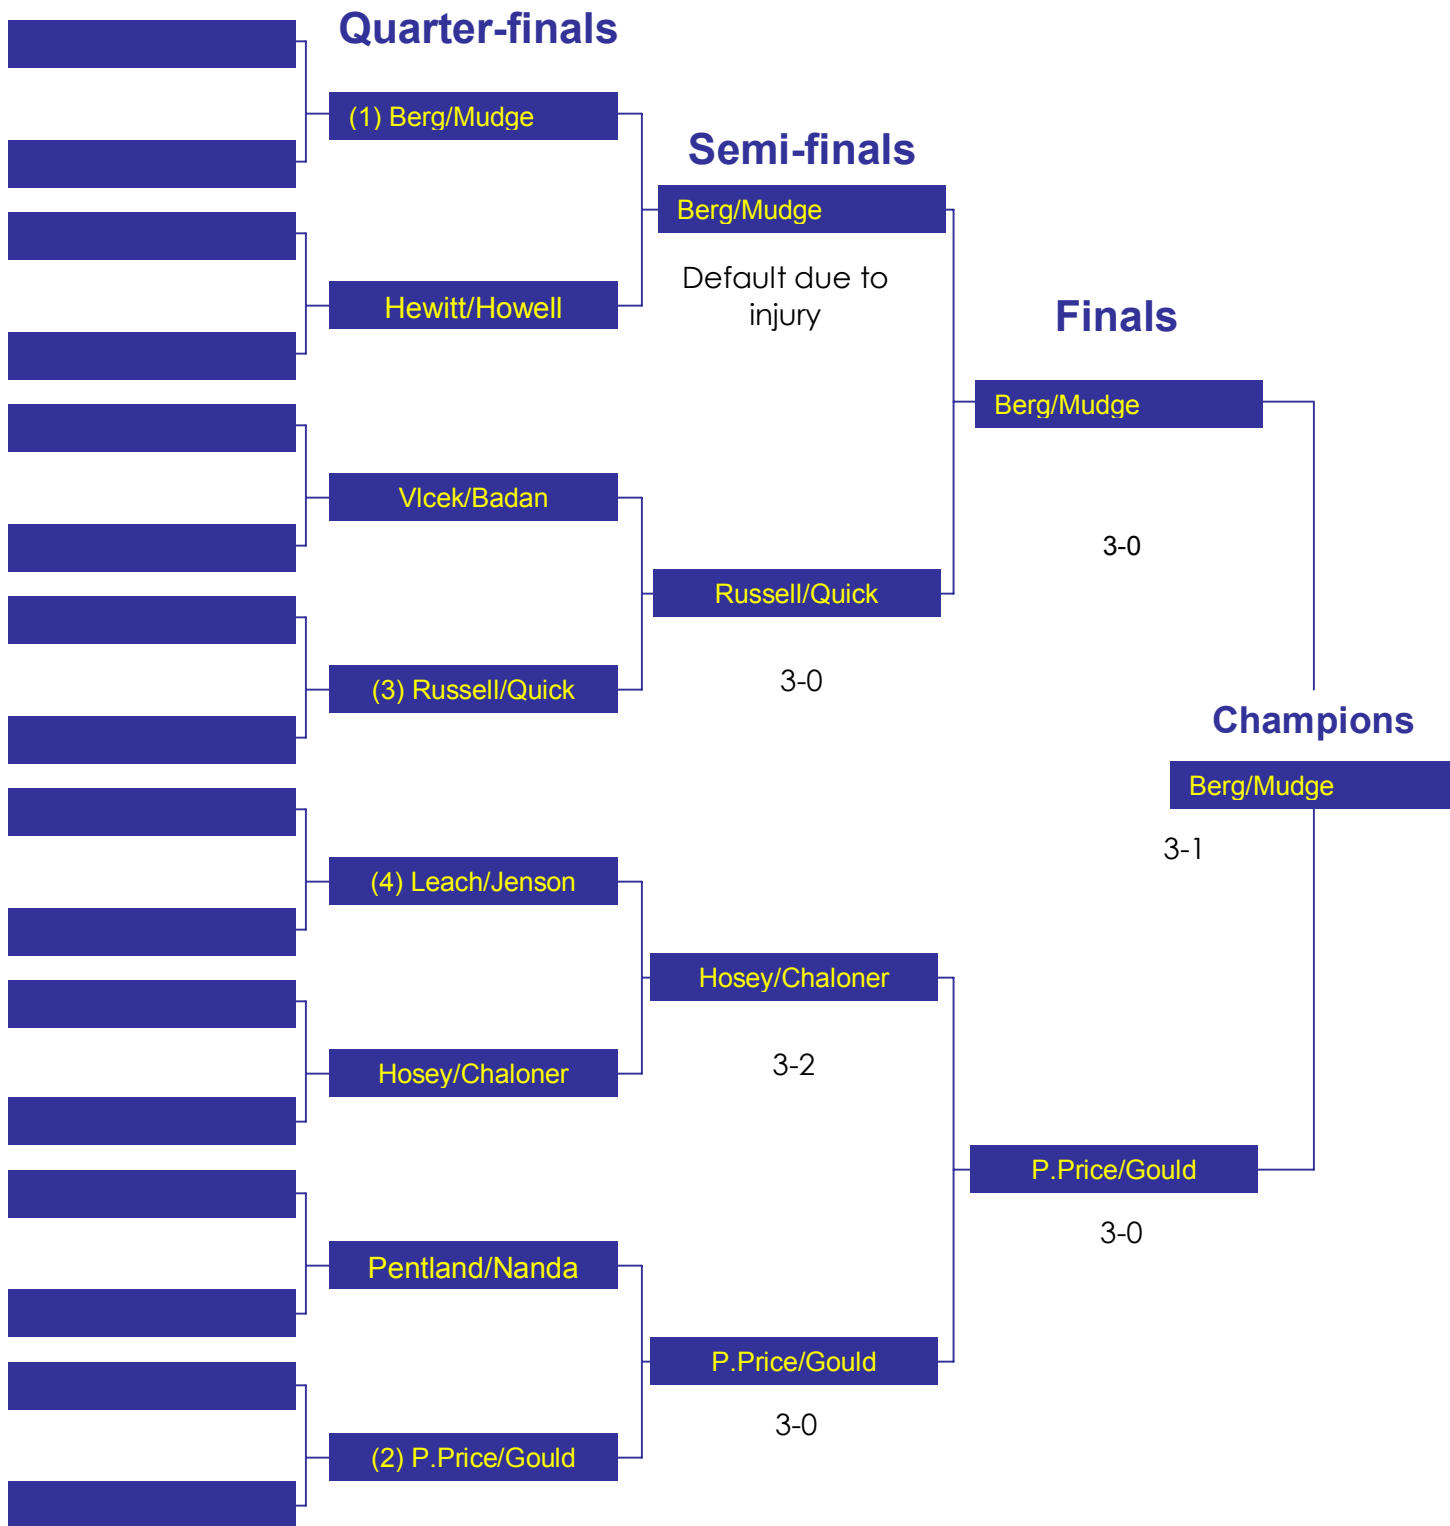 Quarter-finals
(1) Berg/Mudge
Semi-finals
Berg/Mudge
Default due to
injury
Hewitt/Howell
Finals
Berg/Mudge
Vlcek/Badan
3-0
Russell/Quick
(3) Russell/Quick
3-0
Champions
Berg/Mudge
3-1
(4) Leach/Jenson
Hosey/Chaloner
3-2
Hosey/Chaloner
P.Price/Gould
3-0
Pentland/Nanda
P.Price/Gould
3-0
(2) P.Price/Gould